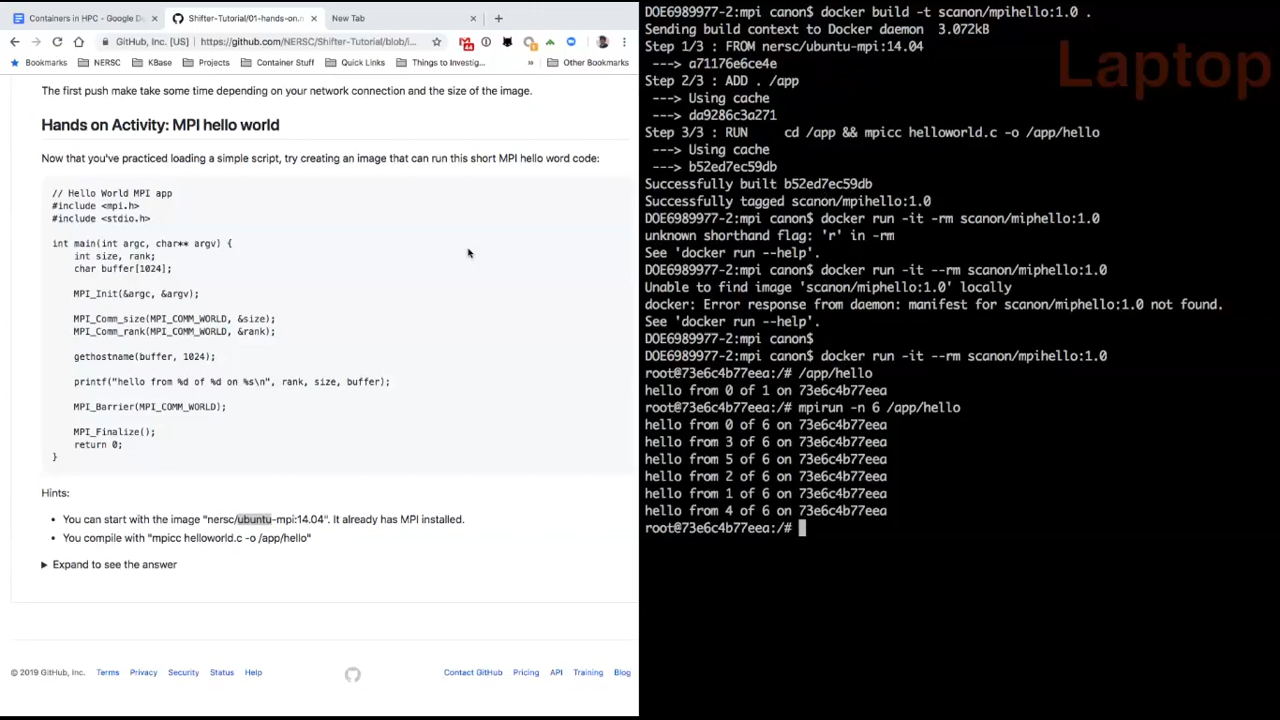 Containers in HPC - Google D
Shifter-Tutorial/01-hands-on.n
New Tab
GitHub, Inc. [US]
https://github.com/NERSC/Shifter-Tutorial/blob/i...
44
Bookmarks
NERSC
KBase
Projects
Container Stuff
Quick Links
Things to Investig...
»
Other Bookmarks
The first push make take some time depending on your network connection and the size of the image.
Hands on Activity: MPI hello world
Now that you've practiced loading a simple script, try creating an image that can run this short MPI hello word code:
// Hello World MPI app
#include <mpi.h>
#include <stdio.h>
int main(int argc, char** argv) {
int size, rank;
char buffer[1024];
MPI_Init(&argc, &argv);
MPI_Comm_size(MPI_COMM_WORLD, &size);
MPI_Comm_rank(MPI_COMM_WORLD, &rank);
gethostname(buffer, 1024);
printf("hello from %d of %d on %s\n", rank, size, buffer);
MPI_Barrier(MPI_COMM_WORLD);
MPI_Finalize();
return 0;
}
Hints:
• You can start with the image "nersc/ubuntu-mpi:14.04". It already has MPI installed.
• You compile with "mpicc helloworld.c -o /app/hello"
Expand to see the answer
© 2019 GitHub, Inc.
Terms
Privacy
Security
Status
Help
Contact GitHub
Pricing
API
Training
Blog
Laptop
DOE6989977-2:mpi canon$ docker build -t scanon/mpihello:1.0 .
Sending build context to Docker daemon  3.072kB
Step 1/3 : FROM nersc/ubuntu-mpi:14.04
---> a71176e6ce4e
Step 2/3 : ADD . /app
---> Using cache
---> da9286c3a271
Step 3/3 : RUN     cd /app && mpicc helloworld.c -o /app/hello
---> Using cache
---> b52ed7ec59db
Successfully built b52ed7ec59db
Successfully tagged scanon/mpihello:1.0
DOE6989977-2:mpi canon$ docker run -it -rm scanon/miphello:1.0
unknown shorthand flag: 'r' in -rm
See 'docker run --help'.
DOE6989977-2:mpi canon$ docker run -it --rm scanon/miphello:1.0
Unable to find image 'scanon/miphello:1.0' locally
docker: Error response from daemon: manifest for scanon/miphello:1.0 not found.
See 'docker run --help'.
DOE6989977-2:mpi canon$
DOE6989977-2:mpi canon$ docker run -it --rm scanon/mpihello:1.0
root@73e6c4b77eea:/# /app/hello
hello from 0 of 1 on 73e6c4b77eea
root@73e6c4b77eea:/# mpirun -n 6 /app/hello
hello from 0 of 6 on 73e6c4b77eea
hello from 3 of 6 on 73e6c4b77eea
hello from 5 of 6 on 73e6c4b77eea
hello from 2 of 6 on 73e6c4b77eea
hello from 1 of 6 on 73e6c4b77eea
hello from 4 of 6 on 73e6c4b77eea
root@73e6c4b77eea:/#